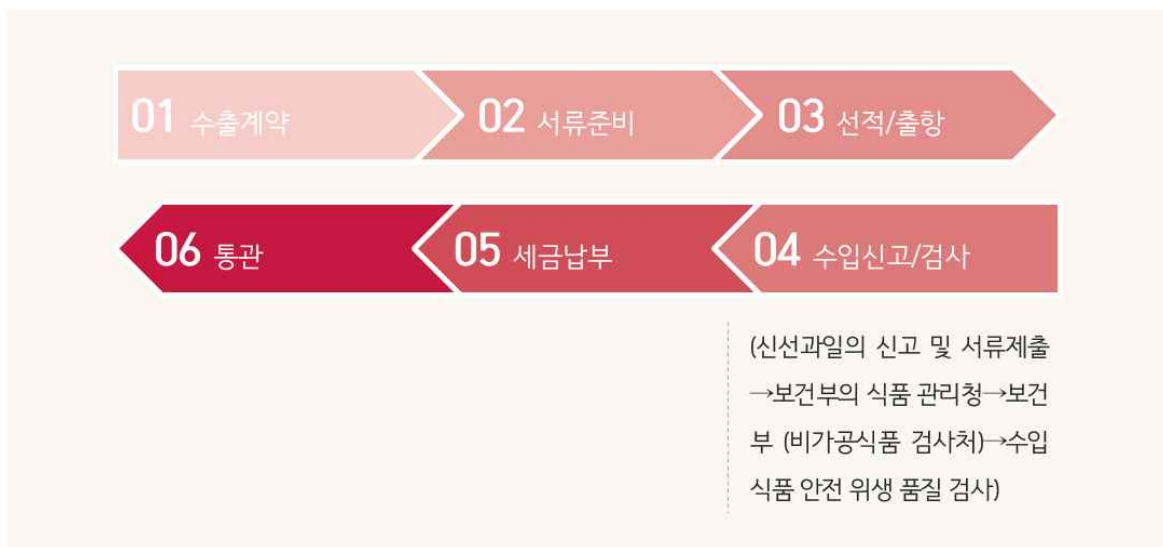 01 수출계약
02 서류준비
03 선적/출항
04 수입신고/검사
05 세금납부
06 통관
(신선과일의 신고 및 서류제출
→보건부의 식품 관리청→보건
부 (비가공식품 검사처)→수입
식품 안전 위생 품질 검사)